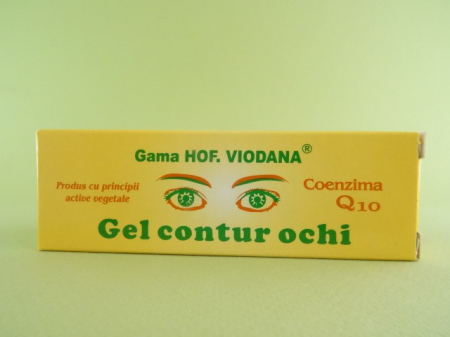 Gama HOF. VIODANA®
Produs cu principii
active vegetale
Coenzima
Q10
Gel contur ochi